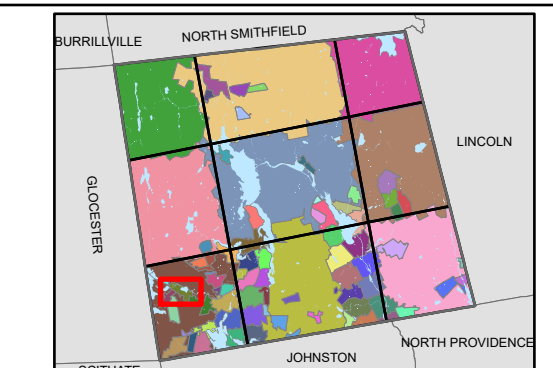 BURRILLVILLE
NORTH SMITHFIELD
LINCOLN
GLOCESTER
NORTH PROVIDENCE
JOHNSTON